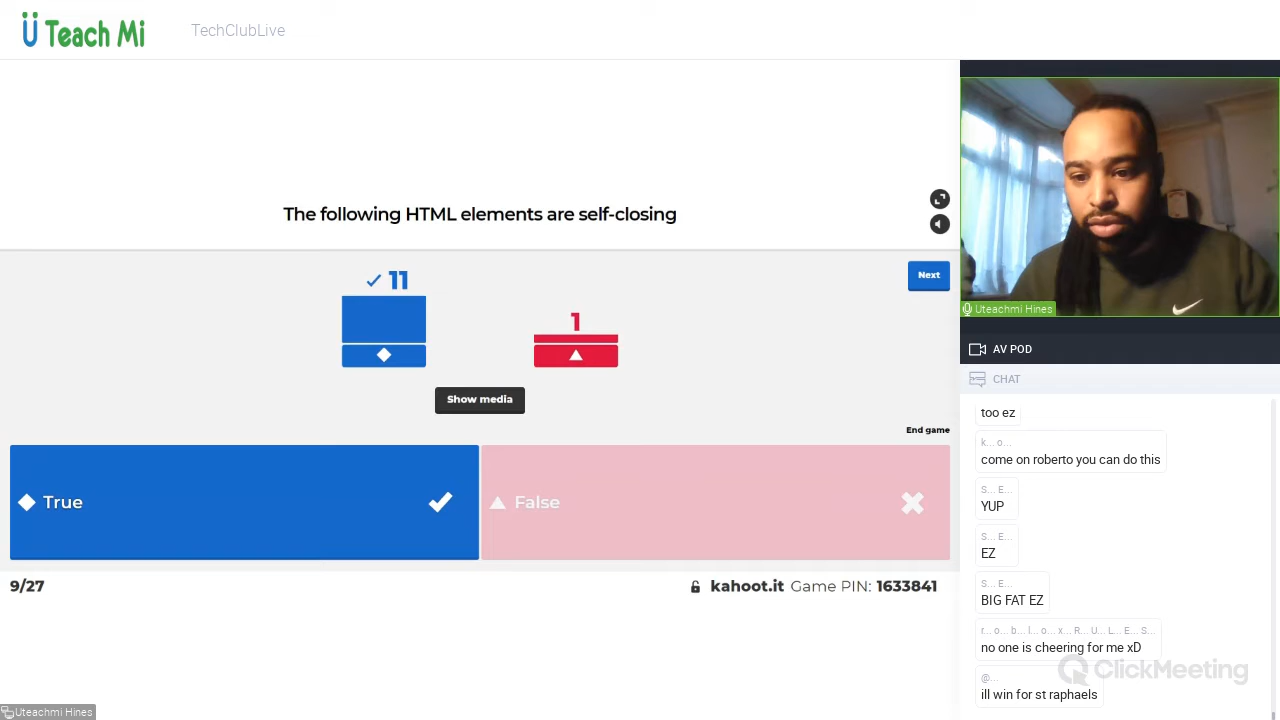 Ü Teach Mi
TechClubLive
The following HTML elements are self-closing
11
1
Next
Show media
End game
True
False
9/27
kahoot.it Game PIN: 1633841
Uteachmi Hines
Uteachmi Hines
AV POD
CHAT
too ez
k... o...
come on roberto you can do this
S... E...
YUP
S... E...
EZ
S... E...
BIG FAT EZ
r... o... b... l... o... x... R... U... L... E... S...
no one is cheering for me xD
@...
ill win for st raphaels
ClickMeeting